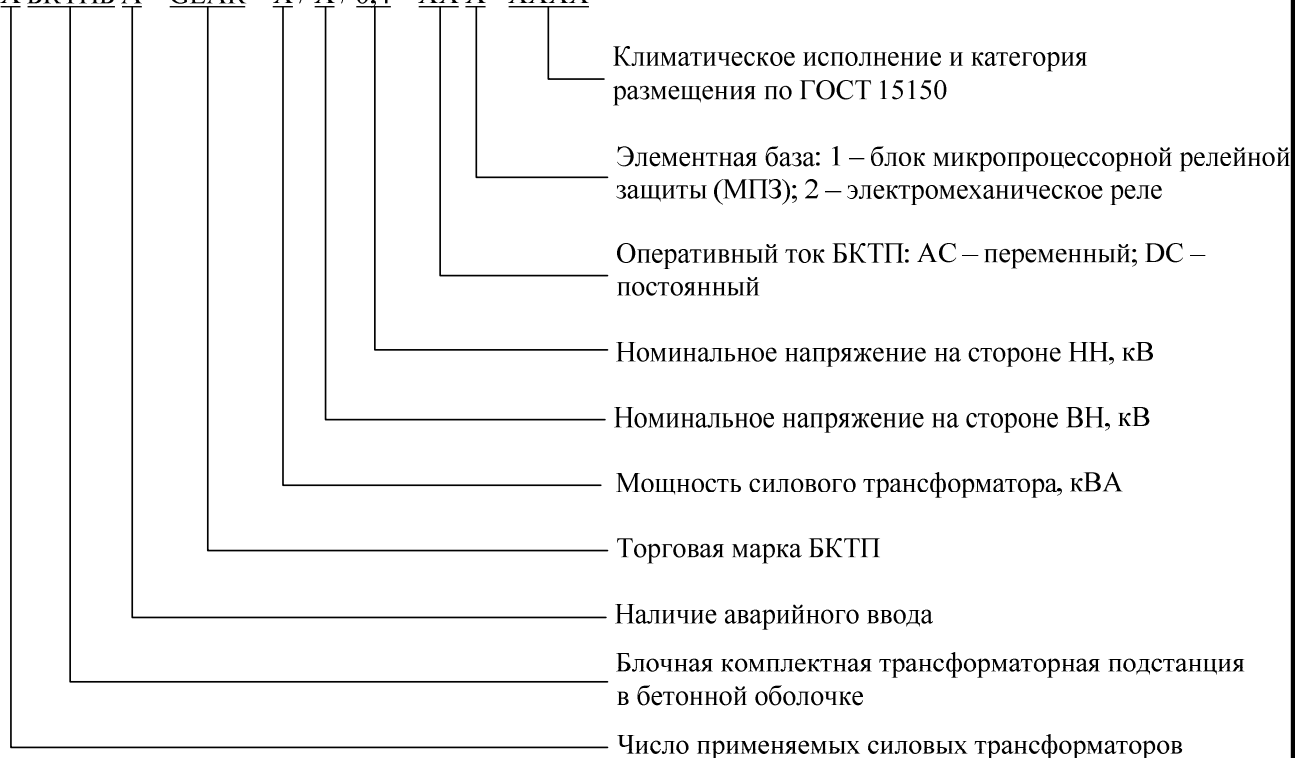 Климатическое исполнение и категория
размещения по ГОСТ 15150
Элементная база: 1 – блок микропроцессорной релейной
защиты (МПЗ); 2 – электромеханическое реле
Оперативный ток БКТП: AC – переменный; DC –
постоянный
Номинальное напряжение на стороне НН, кВ
Номинальное напряжение на стороне ВН, кВ
Мощность силового трансформатора, кВА
Торговая марка БКТП
Наличие аварийного ввода
Блочная комплектная трансформаторная подстанция
в бетонной оболочке
Число применяемых силовых трансформаторов